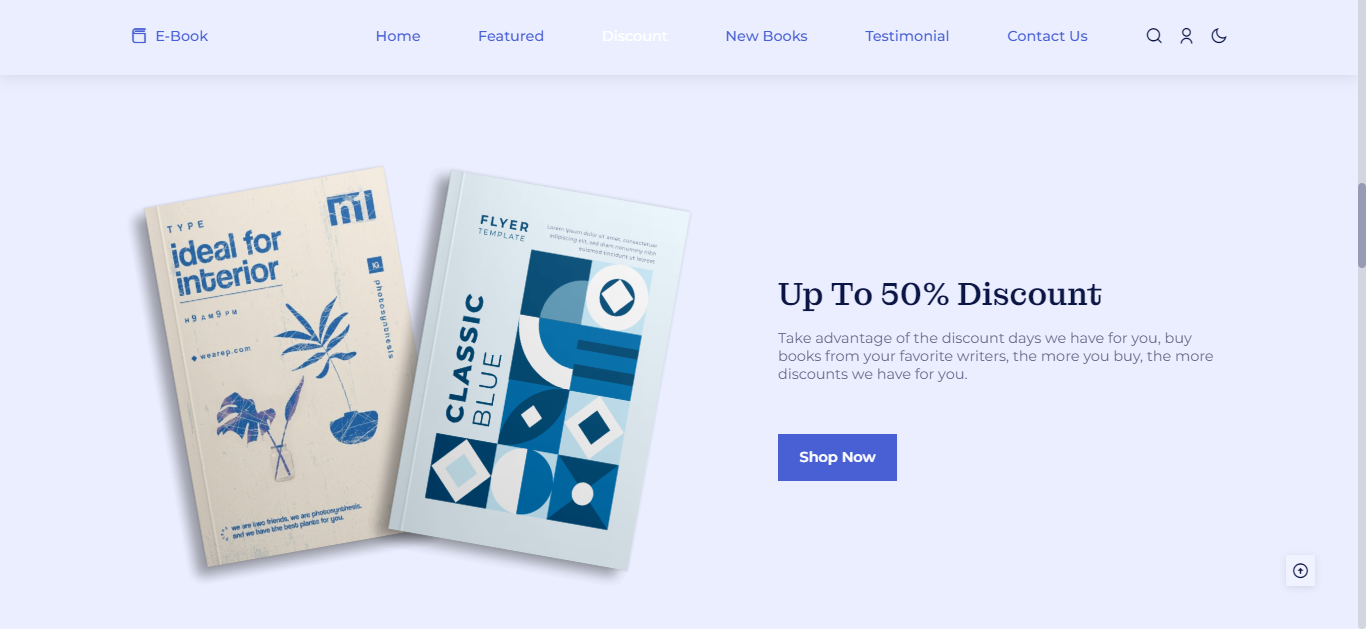 E-Book
Home
Featured
Discount
New Books
Testimonial
Contact Us
TYPE
m1
ideal for
interior
H9AM9PM
wearep.com
photosynthesis
we are two friends, we are photosynthesis.
and we have the best plants for you.
FLYER
TEMPLATE
Lorem ipsum dolor sit amet, consectetuer
adipiscing elit, sed diam nonummy nibh
euismod tincidunt ut laoreet
CLASSIC
BLUE
Up To 50% Discount
Take advantage of the discount days we have for you, buy
books from your favorite writers, the more you buy, the more
discounts we have for you.
Shop Now